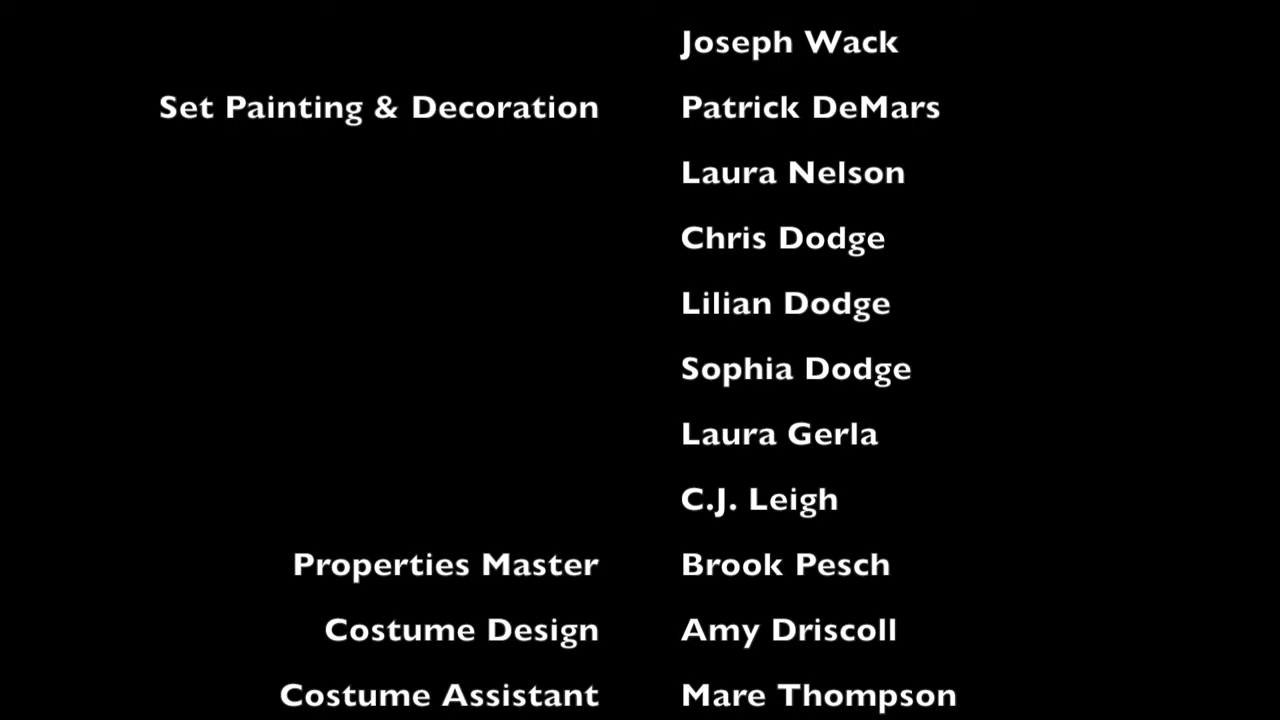 Joseph Wack
Set Painting & Decoration Patrick DeMars
Laura Nelson
Chris Dodge
Lilian Dodge
Sophia Dodge
Laura Gerla
C.J. Leigh
Properties Master Brook Pesch
Costume Design Amy Driscoll
Costume Assistant Mare Thompson